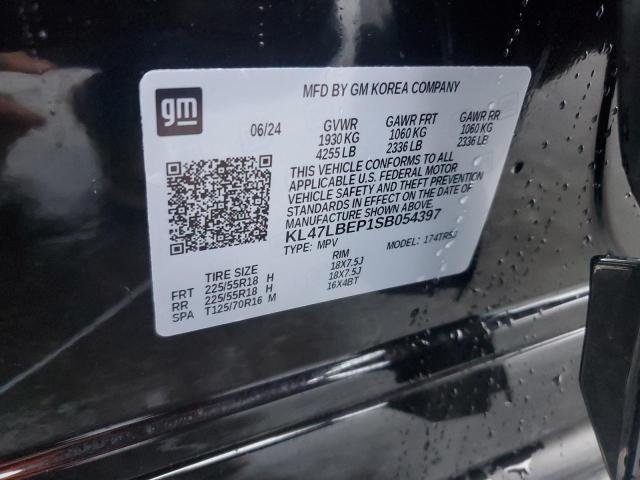 gm
MFD BY GM KOREA COMPANY
06/24 GVWR GAWR FRT GAWR RR
1930 KG 1060 KG 1060 KG
4255 LB 2336 LB 2336 LB
THIS VEHICLE CONFORMS TO ALL
APPLICABLE U.S. FEDERAL MOTOR
VEHICLE SAFETY AND THEFT PREVENTION
STANDARDS IN EFFECT ON THE DATE OF
MANUFACTURE SHOWN ABOVE.
KL47LBEP1SB054397
TYPE: MPV MODEL:
TIRE SIZE RIM
FRT 225/55R18 H 18X7.5J
RR 225/55R18 H 18X7.5J
SPA T125/70R16 M 16X4BT